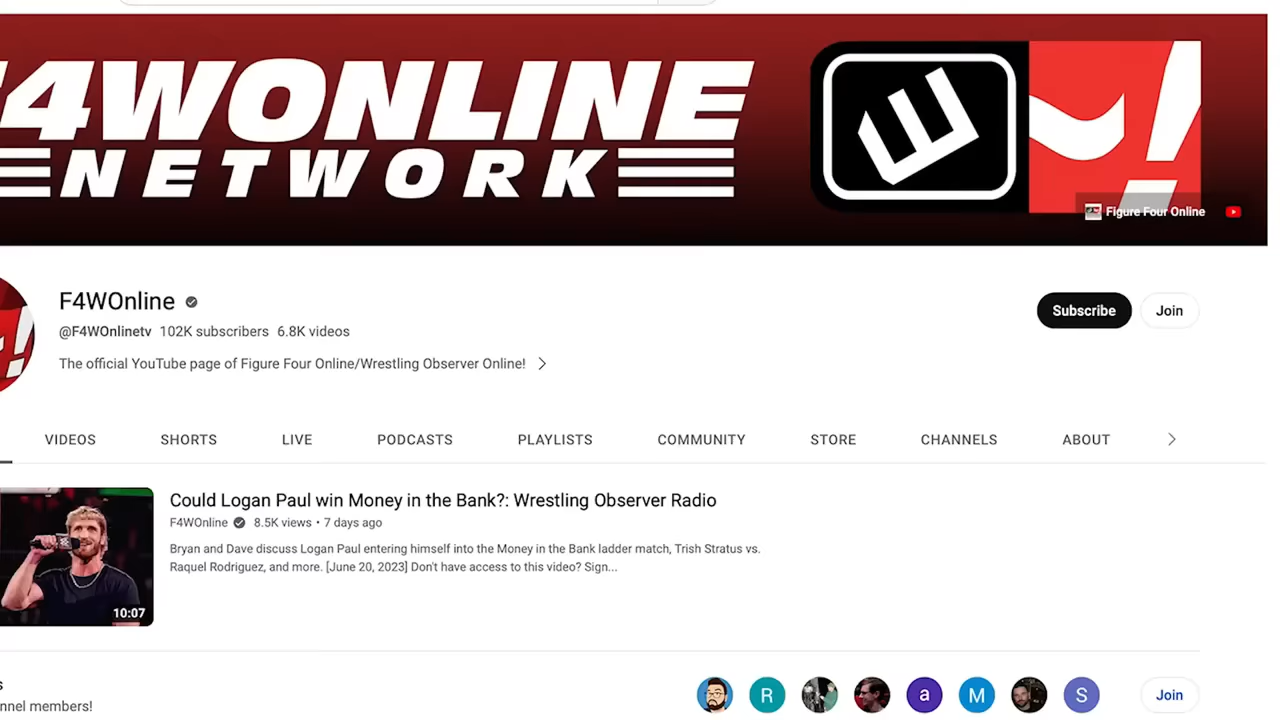 F4WONLINE
NETWORK
Figure Four Online
F4WOnline
@F4WOnlinetv 102K subscribers 6.8K videos
The official YouTube page of Figure Four Online/Wrestling Observer Online!
Subscribe
Join
VIDEOS SHORTS LIVE PODCASTS PLAYLISTS COMMUNITY STORE CHANNELS ABOUT
Could Logan Paul win Money in the Bank?: Wrestling Observer Radio
F4WOnline 8.5K views • 7 days ago
Bryan and Dave discuss Logan Paul entering himself into the Money in the Bank ladder match, Trish Stratus vs.
Raquel Rodriguez, and more. [June 20, 2023] Don't have access to this video? Sign...
10:07
R a M S
Join
nnel members!